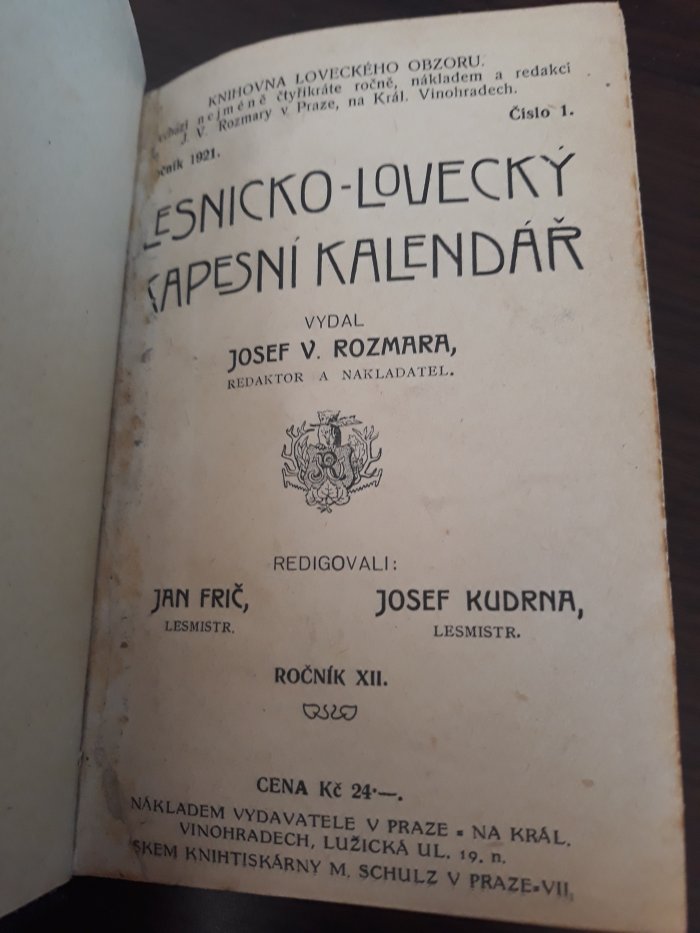 KNIHOVNA LOVECKÉHO OBZORU.
nejméně čtyřikráte ročně, nákladem a redakcí
J. V. Rozmary v Praze, na Král. Vinohradech.
1921.
Číslo 1.
LESNICKO-LOVECKÝ
KAPESNÍ KALENDÁŘ
VYDAL
JOSEF V. ROZMARA,
REDAKTOR A NAKLADATEL.
REDIGOVALI:
JAN FRIČ,
LESMISTR.
JOSEF KUDRNA,
LESMISTR.
ROČNÍK XII.
CENA Kč 24·—.
NÁKLADEM VYDAVATELE V PRAZE - NA KRÁL.
VINOHRADECH, LUŽICKÁ UL. 19. n.
KNIHTISKÁRNY M. SCHULZ V PRAZE-VII.